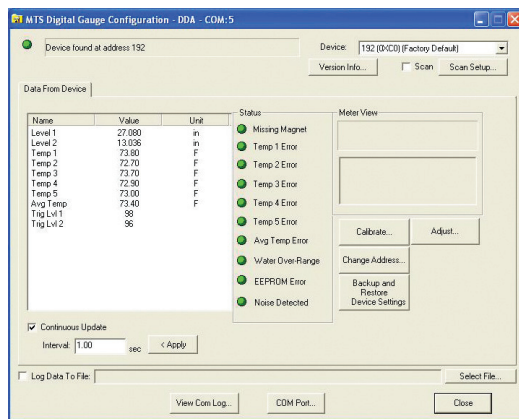 MTS Digital Gauge Configuration - DDA - COM:5
Device found at address 192
Device: 192 (0XC0) (Factory Default)
Version Info... Scan Scan Setup...
Data From Device
Name Value Unit
Level 1 27.080 in
Level 2 13.036 in
Temp 1 73.80 F
Temp 2 72.70 F
Temp 3 73.70 F
Temp 4 72.90 F
Temp 5 73.00 F
Avg Temp 73.40 F
Trig Lvl 1 98
Trig Lvl 2 96
Status
Missing Magnet
Temp 1 Error
Temp 2 Error
Temp 3 Error
Temp 4 Error
Temp 5 Error
Avg Temp Error
Water Over-Range
EEPROM Error
Noise Detected
Meter View
Calibrate... Adjust...
Change Address...
Backup and
Restore
Device Settings
Continuous Update
Interval: 1.00 sec < Apply
Log Data To File: Select File...
View Com Log... COM Port... Close